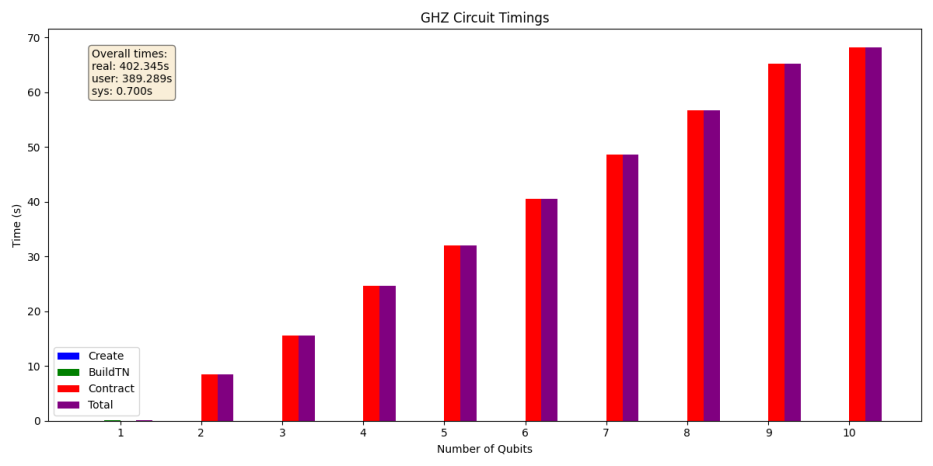 GHZ Circuit Timings
Overall times:
real: 402.345s
user: 389.289s
sys: 0.700s
70
60
50
40
30
20
10
0
Time (s)
Create
BuildTN
Contract
Total
1 2 3 4 5 6 7 8 9 10
Number of Qubits